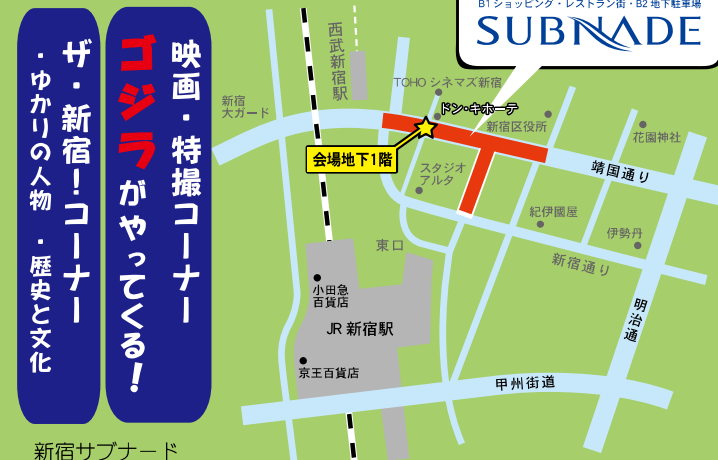 B1ショッピング・レストラン街・B2地下駐車場
SUBNADE
映画・特撮コーナー
ゴジラがやってくる!
ザ・新宿!コーナー
・ゆかりの人物 ・歴史と文化
新宿サブナード
西武新宿駅
TOHOシネマズ新宿
新宿
大ガード
ドン・キホーテ
新宿区役所
花園神社
会場地下1階
靖国通り
スタジオ
アルタ
紀伊國屋
伊勢丹
東口
新宿通り
小田急
百貨店
明治通
JR新宿駅
京王百貨店
甲州街道